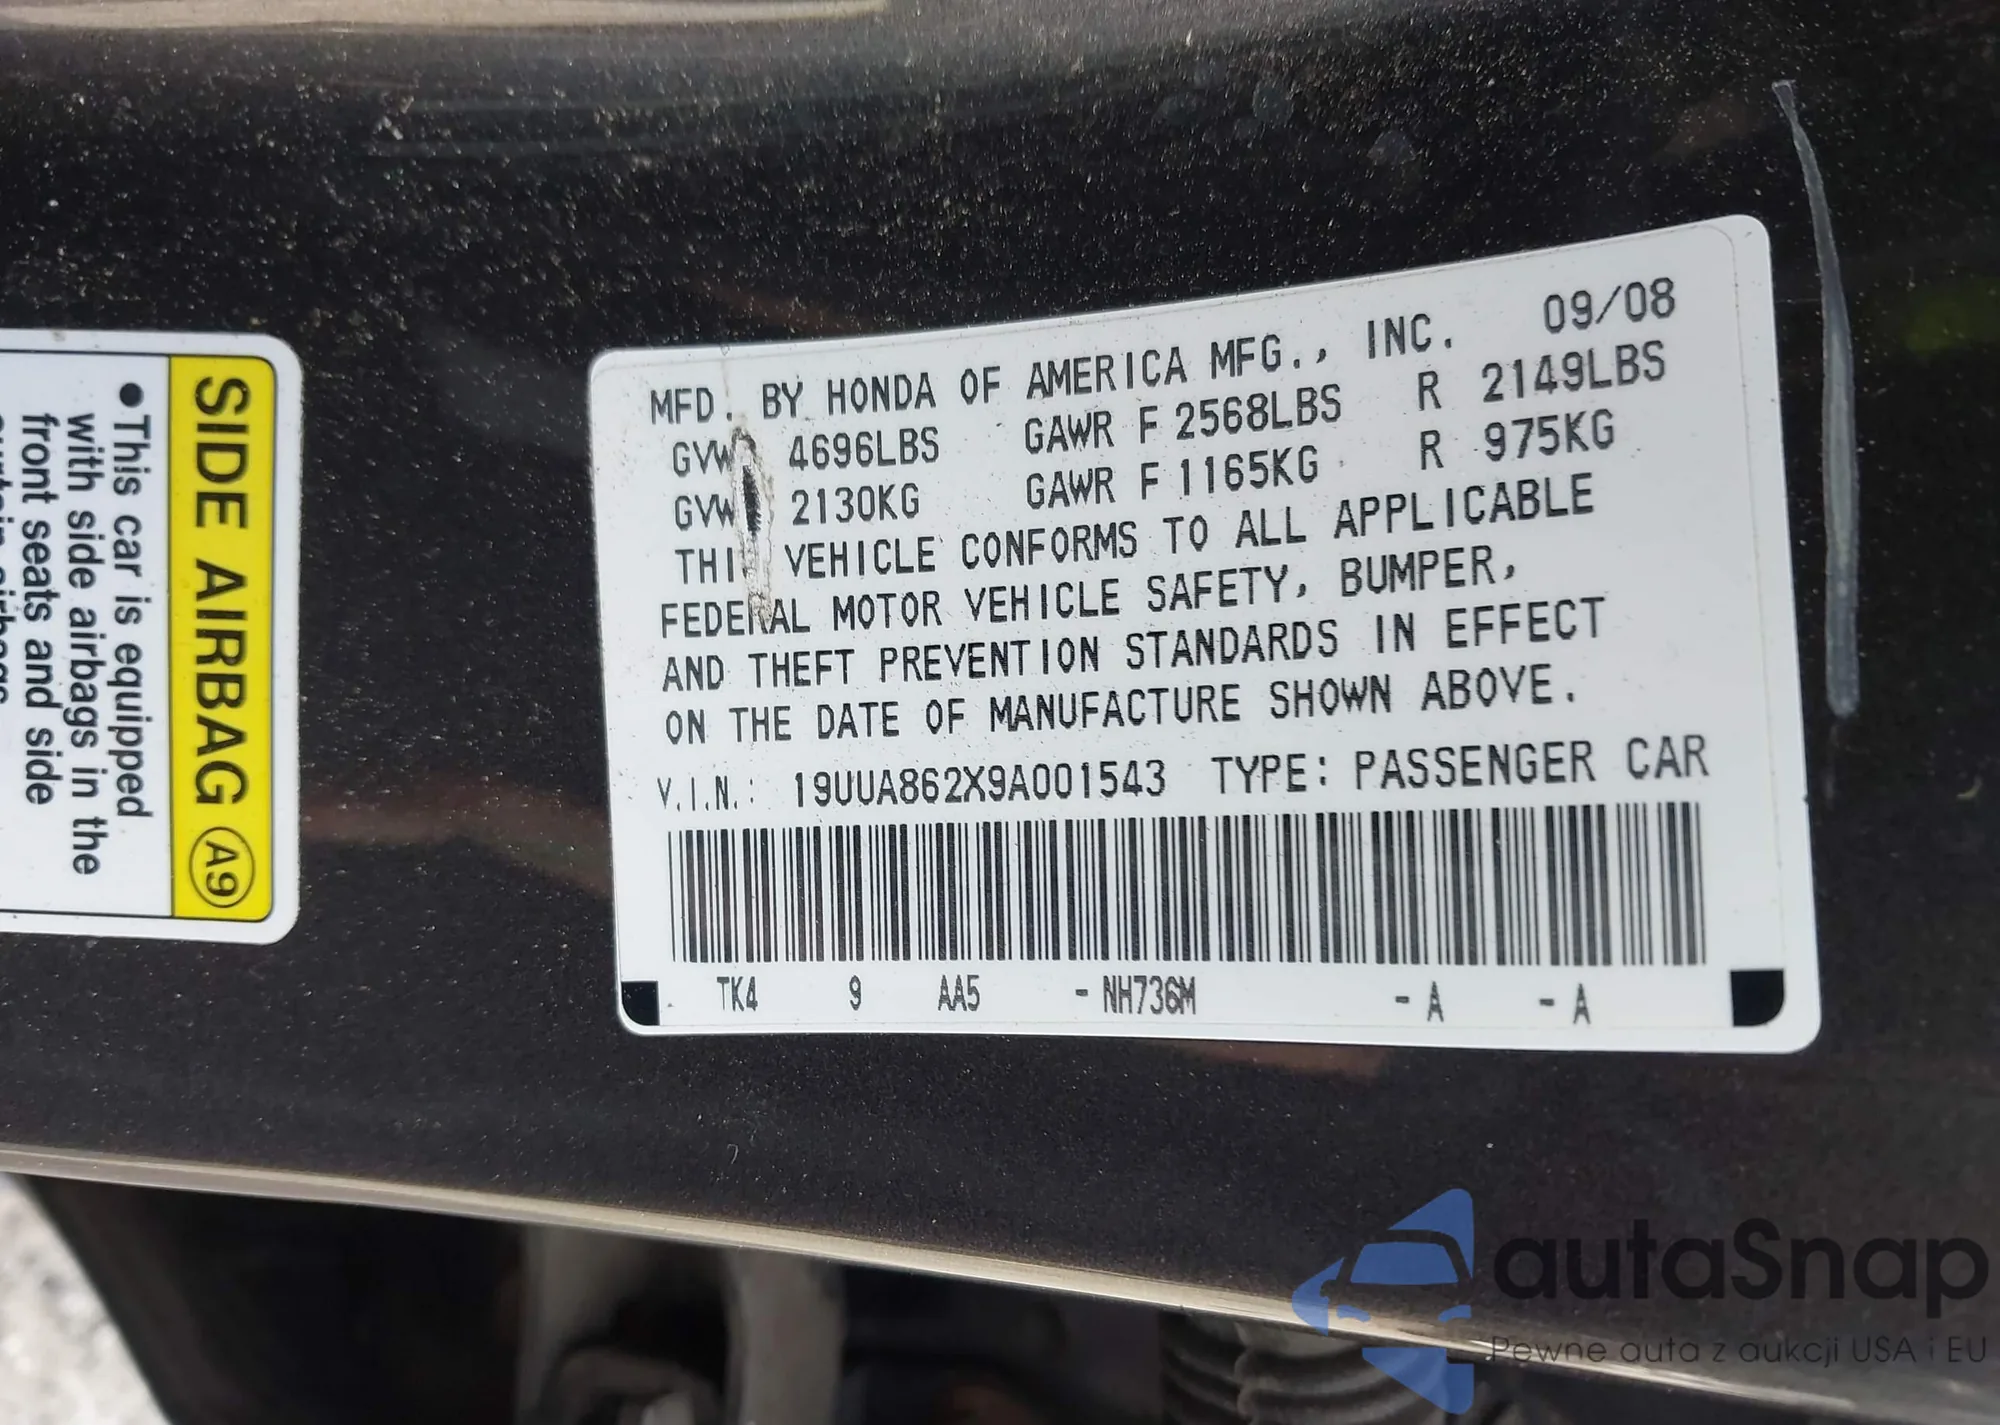 SIDE AIRBAG A9
●This car is equipped
with side airbags in the
front seats and side
MFD. BY HONDA OF AMERICA MFG., INC. 09/08
GVW 4696LBS GAWR F 2568LBS R 2149LBS
GVW 2130KG GAWR F 1165KG R 975KG
THI VEHICLE CONFORMS TO ALL APPLICABLE
FEDERAL MOTOR VEHICLE SAFETY, BUMPER,
AND THEFT PREVENTION STANDARDS IN EFFECT
ON THE DATE OF MANUFACTURE SHOWN ABOVE.
V.I.N.: 19UUA862X9A001543 TYPE: PASSENGER CAR
TK4 9 AA5 -NH736M -A -A
autaSnap
Pewne auta z aukcji USA i EU